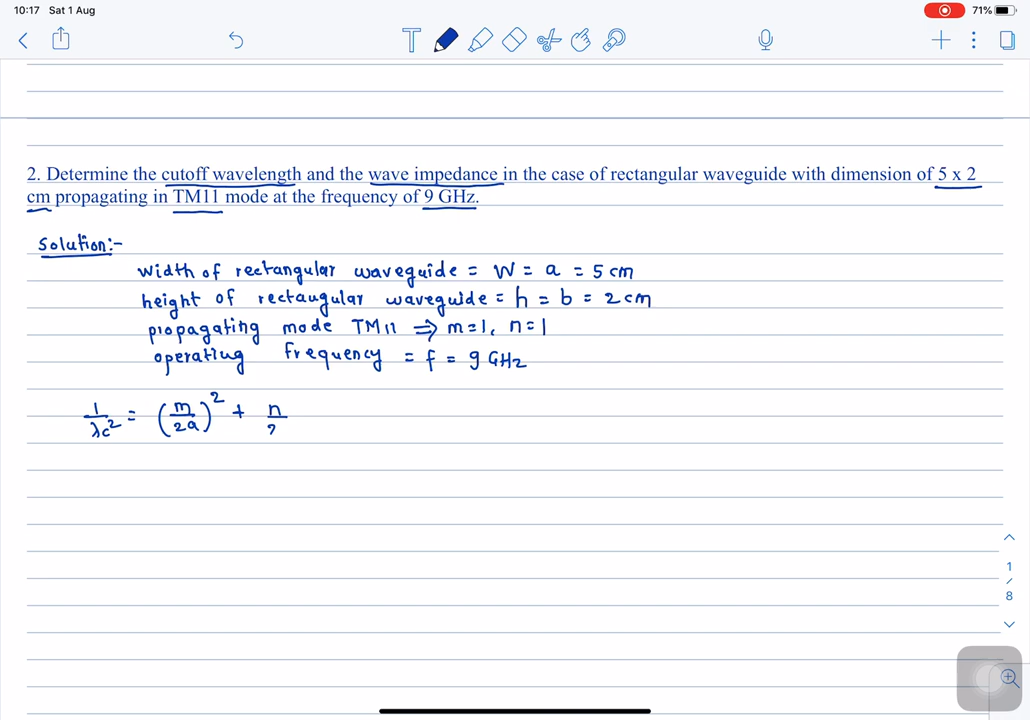 10:17 Sat 1 Aug
71%
2. Determine the cutoff wavelength and the wave impedance in the case of rectangular waveguide with dimension of 5 x 2
cm propagating in TM11 mode at the frequency of 9 GHz.
Solution:-
width of rectangular waveguide = W = a = 5 cm
height of rectangular waveguide = h = b = 2 cm
propagating mode TM11 ⇒ m=1, n=1
operating frequency = f = 9 GHz
1/λc² = (m/2a)² + n/2
1
/
8